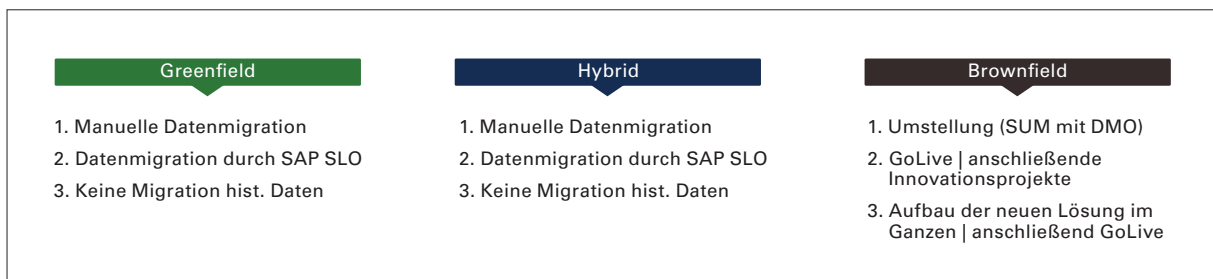 Greenfield
1. Manuelle Datenmigration
2. Datenmigration durch SAP SLO
3. Keine Migration hist. Daten
Hybrid
1. Manuelle Datenmigration
2. Datenmigration durch SAP SLO
3. Keine Migration hist. Daten
Brownfield
1. Umstellung (SUM mit DMO)
2. GoLive | anschließende
Innovationsprojekte
3. Aufbau der neuen Lösung im
Ganzen | anschließend GoLive